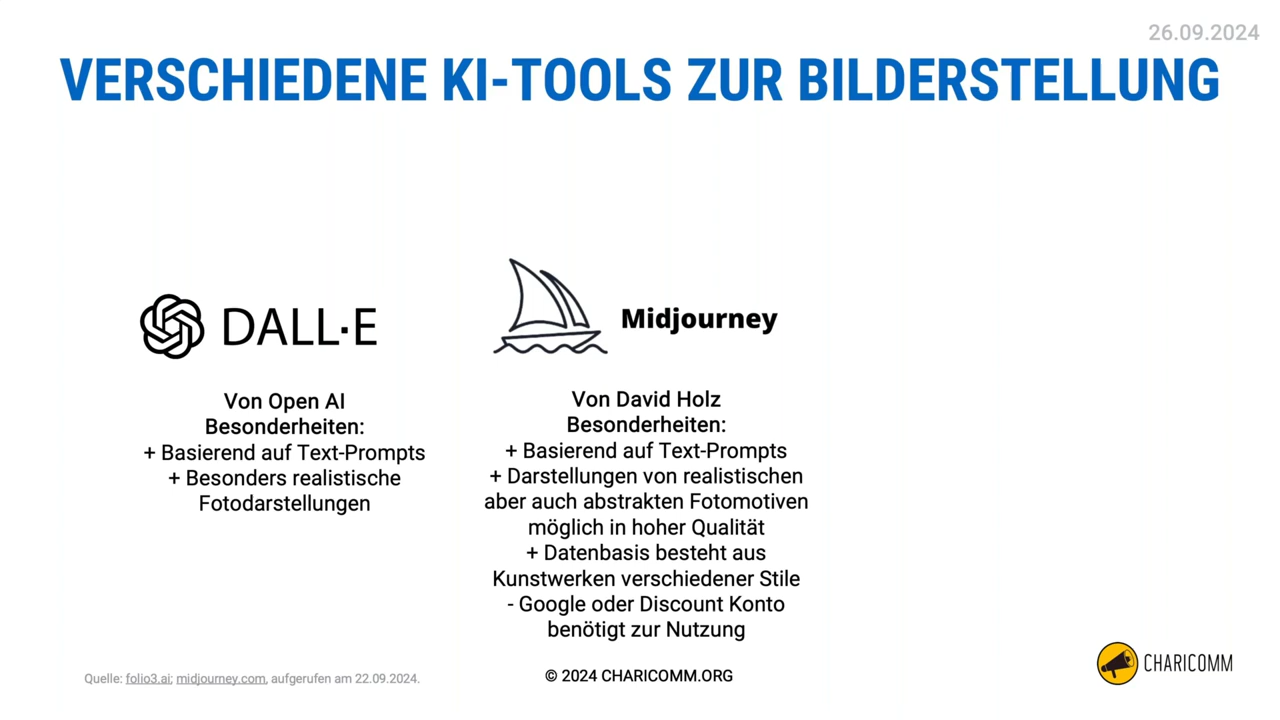 26.09.2024
VERSCHIEDENE KI-TOOLS ZUR BILDERSTELLUNG
DALL·E
Von Open AI
Besonderheiten:
+ Basierend auf Text-Prompts
+ Besonders realistische
Fotodarstellungen
Midjourney
Von David Holz
Besonderheiten:
+ Basierend auf Text-Prompts
+ Darstellungen von realistischen
aber auch abstrakten Fotomotiven
möglich in hoher Qualität
+ Datenbasis besteht aus
Kunstwerken verschiedener Stile
- Google oder Discount Konto
benötigt zur Nutzung
Quelle: folio3.ai; midjourney.com, aufgerufen am 22.09.2024.
© 2024 CHARICOMM.ORG
CHARICOMM